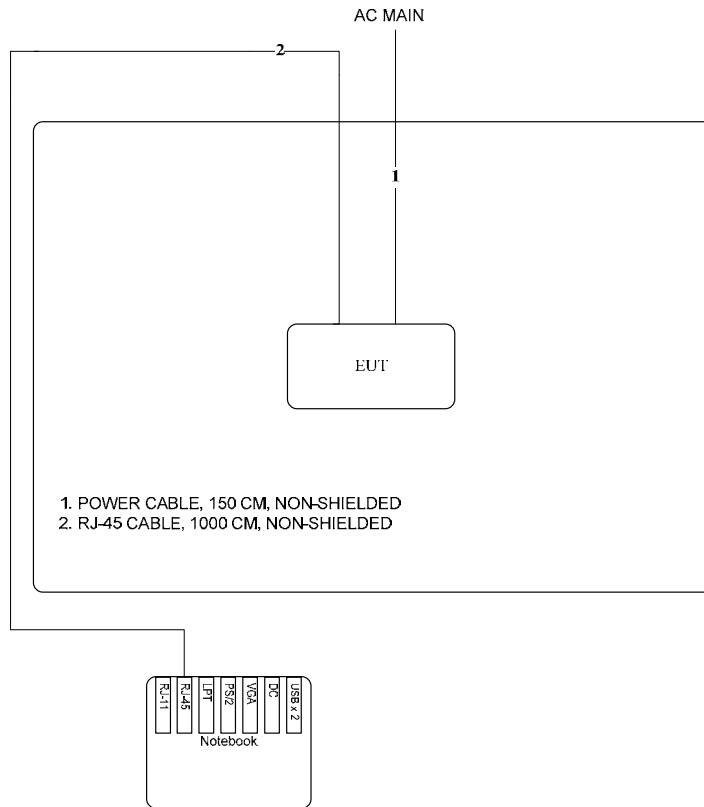 AC MAIN
2
1
EUT
1. POWER CABLE, 150 CM, NON-SHIELDED
2. RJ-45 CABLE, 1000 CM, NON-SHIELDED
RJ-11
RJ-45
LPT
PS/2
VGA
DC
USB x 2
Notebook